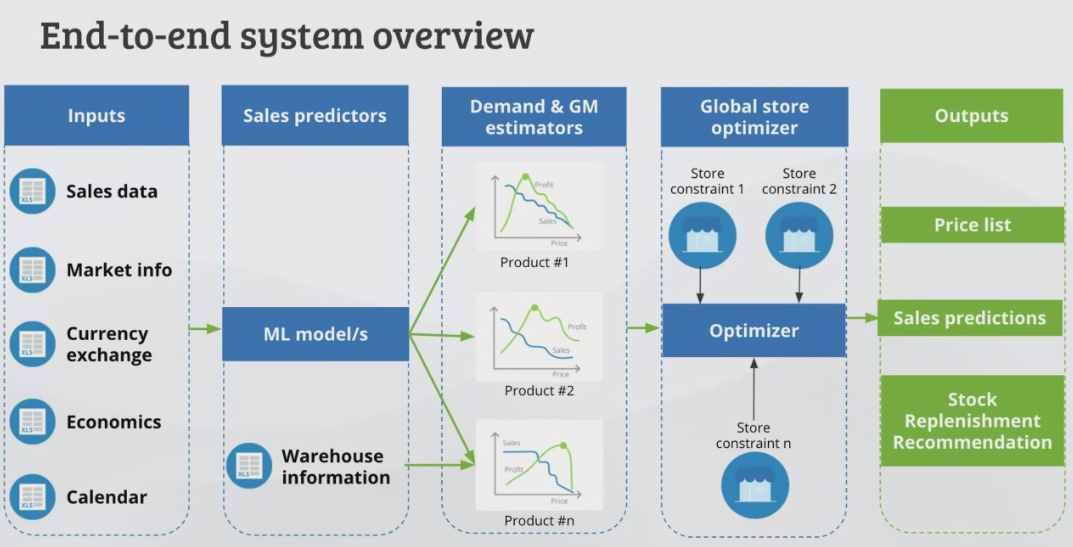 End-to-end system overview
Inputs
Sales data
Market info
Currency
exchange
Economics
Calendar
XLS
XLS
XLS
XLS
XLS
Sales predictors
ML model/s
Warehouse
information
XLS
Demand & GM
estimators
Profit
Sales
Price
Product #1
Profit
Sales
Price
Product #2
Sales
Profit
Price
Product #n
Global store
optimizer
Store
constraint 1
Store
constraint 2
Optimizer
Store
constraint n
Outputs
Price list
Sales predictions
Stock
Replenishment
Recommendation